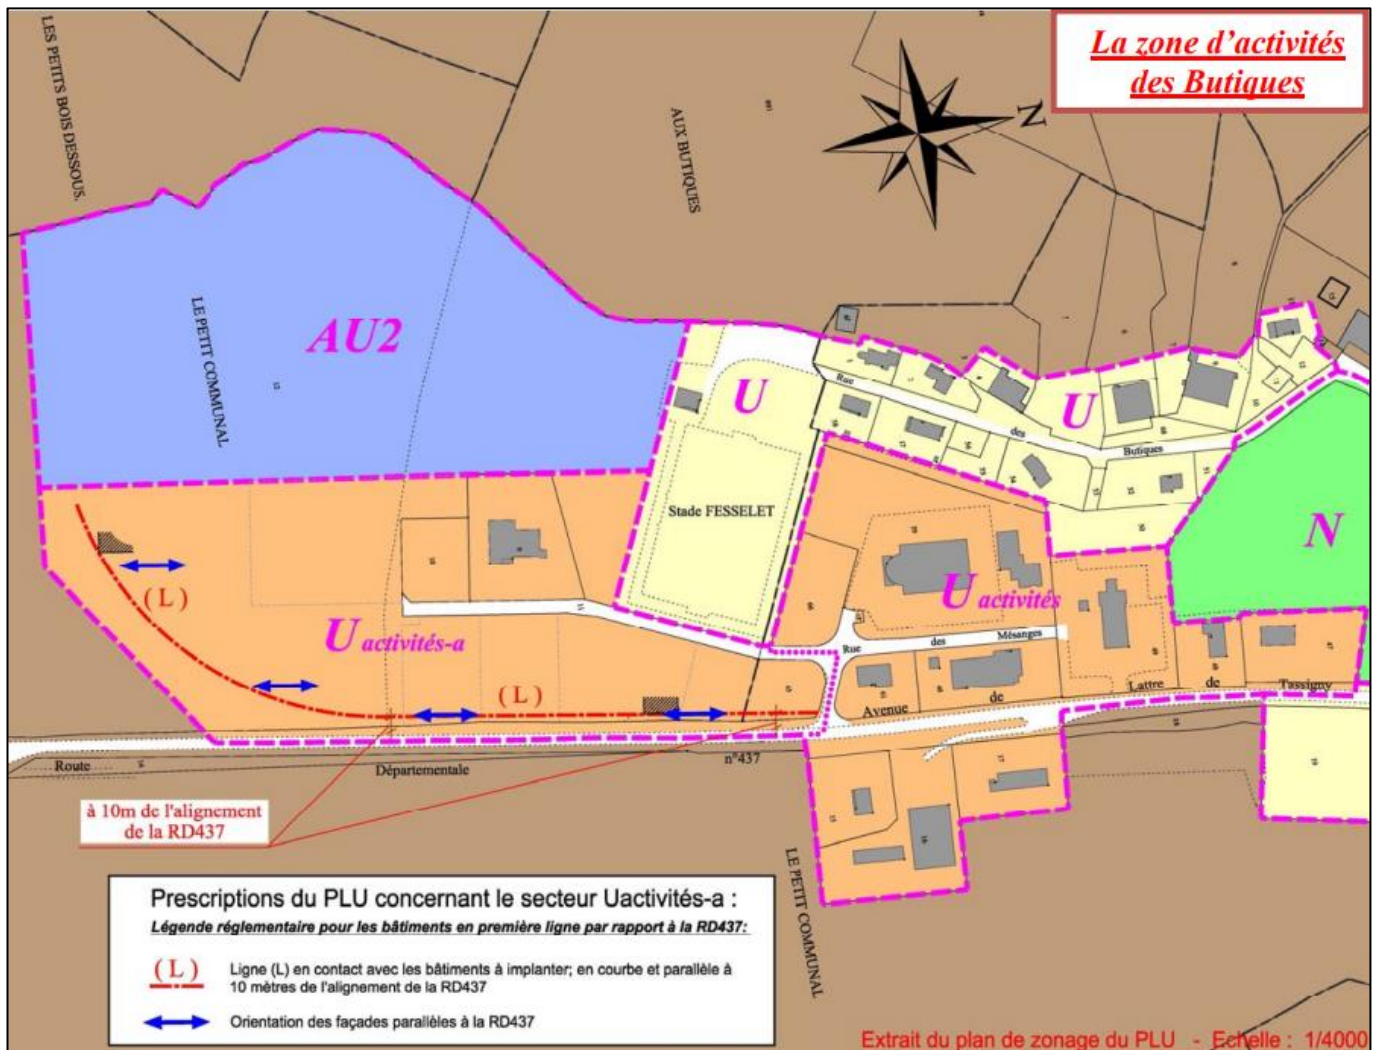 La zone d'activités
des Butiques
LES PETITS BOIS DESSOUS.
AUX BUTIQUES
N
LE PETIT COMMUNAL
AU2
U
U
Rue
des
Butiques
Stade FESSELET
N
U activités
U activités-a
( L )
( L )
Rue
des
Mésanges
Avenue
de
Lattre
de
Tassigny
Route
Départementale
n°437
à 10m de l'alignement
de la RD437
LE PETIT COMMUNAL
Prescriptions du PLU concernant le secteur Uactivités-a :
Légende réglementaire pour les bâtiments en première ligne par rapport à la RD437:
( L )
Ligne (L) en contact avec les bâtiments à implanter; en courbe et parallèle à
10 mètres de l'alignement de la RD437
Orientation des façades parallèles à la RD437
Extrait du plan de zonage du PLU - Echelle : 1/4000